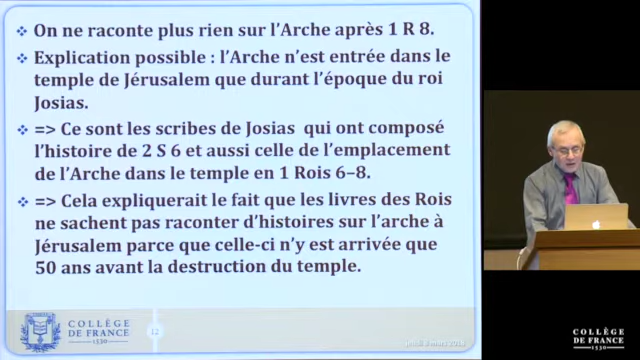 On ne raconte plus rien sur l'Arche après 1 R 8.
Explication possible : l'Arche n'est entrée dans le
temple de Jérusalem que durant l'époque du roi
Josias.
=> Ce sont les scribes de Josias qui ont composé
l'histoire de 2 S 6 et aussi celle de l'emplacement
de l'Arche dans le temple en 1 Rois 6–8.
=> Cela expliquerait le fait que les livres des Rois
ne sachent pas raconter d'histoires sur l'arche à
Jérusalem parce que celle-ci n'y est arrivée que
50 ans avant la destruction du temple.
COLLÈGE
DE FRANCE
1530
12
COLLÈGE
DE FRANCE
1530